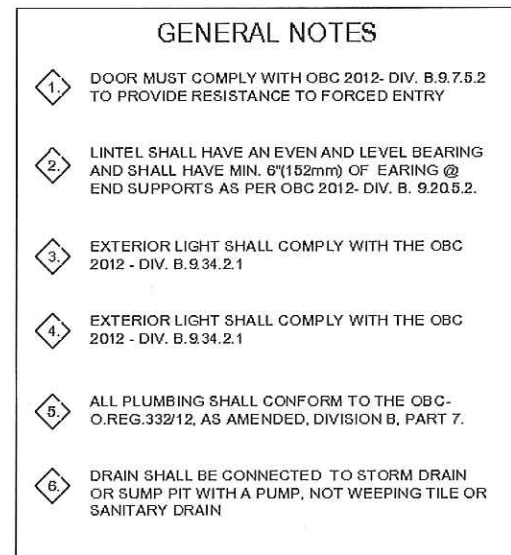 GENERAL NOTES
1. DOOR MUST COMPLY WITH OBC 2012- DIV. B.9.7.5.2
TO PROVIDE RESISTANCE TO FORCED ENTRY
2. LINTEL SHALL HAVE AN EVEN AND LEVEL BEARING
AND SHALL HAVE MIN. 6"(152mm) OF EARING @
END SUPPORTS AS PER OBC 2012- DIV. B. 9.20.5.2.
3. EXTERIOR LIGHT SHALL COMPLY WITH THE OBC
2012 - DIV. B.9.34.2.1
4. EXTERIOR LIGHT SHALL COMPLY WITH THE OBC
2012 - DIV. B.9.34.2.1
5. ALL PLUMBING SHALL CONFORM TO THE OBC-
O.REG.332/12, AS AMENDED, DIVISION B, PART 7.
6. DRAIN SHALL BE CONNECTED TO STORM DRAIN
OR SUMP PIT WITH A PUMP, NOT WEEPING TILE OR
SANITARY DRAIN